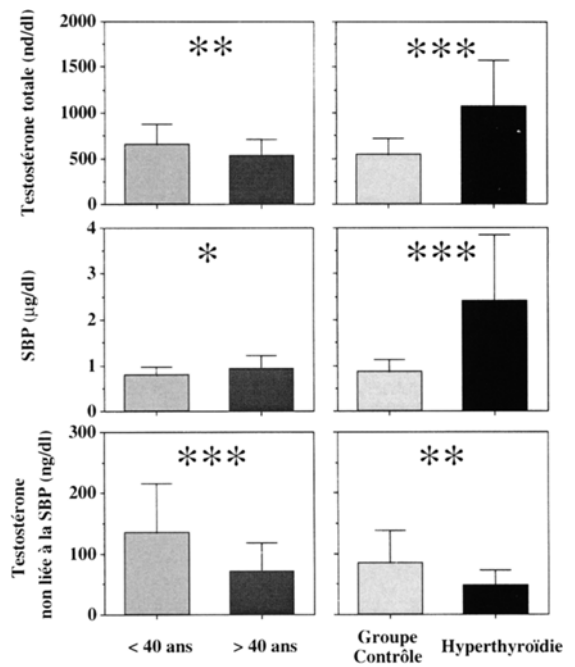 Testostérone totale (nd/dl)
2000
1500
1000
500
0
**
***
SBP (µg/dl)
4
3
2
1
0
*
***
Testostérone
non liée à la SBP (ng/dl)
300
200
100
0
***
**
< 40 ans
> 40 ans
Groupe
Contrôle
Hyperthyroïdie